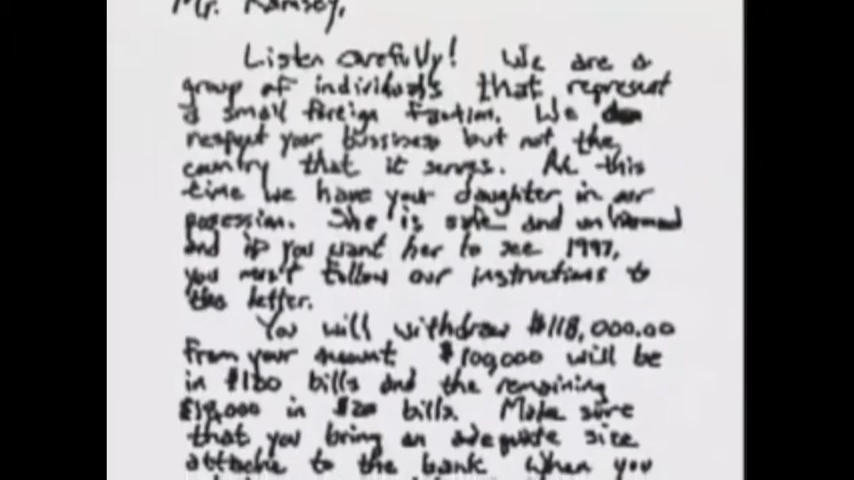 Mr. Ramsey,
Listen carefully! We are a
group of individuals that represent
a small foreign faction. We
respect your bussiness but not the
country that it serves. At this
time we have your daughter in our
posession. She is safe and unharmed
and if you want her to see 1997,
you must follow our instructions to
the letter.
You will withdraw $118,000.00
from your account. $100,000 will be
in $100 bills and the remaining
$18,000 in $20 bills. Make sure
that you bring an adequate size
attache to the bank. When you